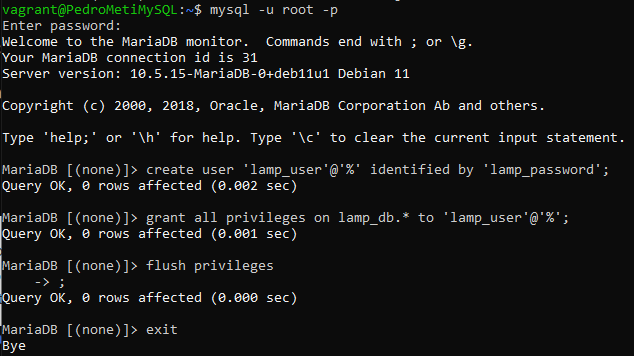 vagrant@PedroMetiMySQL:~$ mysql -u root -p
Enter password:
Welcome to the MariaDB monitor.  Commands end with ; or \g.
Your MariaDB connection id is 31
Server version: 10.5.15-MariaDB-0+deb11u1 Debian 11
Copyright (c) 2000, 2018, Oracle, MariaDB Corporation Ab and others.
Type 'help;' or '\h' for help. Type '\c' to clear the current input statement.
MariaDB [(none)]> create user 'lamp_user'@'%' identified by 'lamp_password';
Query OK, 0 rows affected (0.002 sec)
MariaDB [(none)]> grant all privileges on lamp_db.* to 'lamp_user'@'%';
Query OK, 0 rows affected (0.001 sec)
MariaDB [(none)]> flush privileges
    -> ;
Query OK, 0 rows affected (0.000 sec)
MariaDB [(none)]> exit
Bye